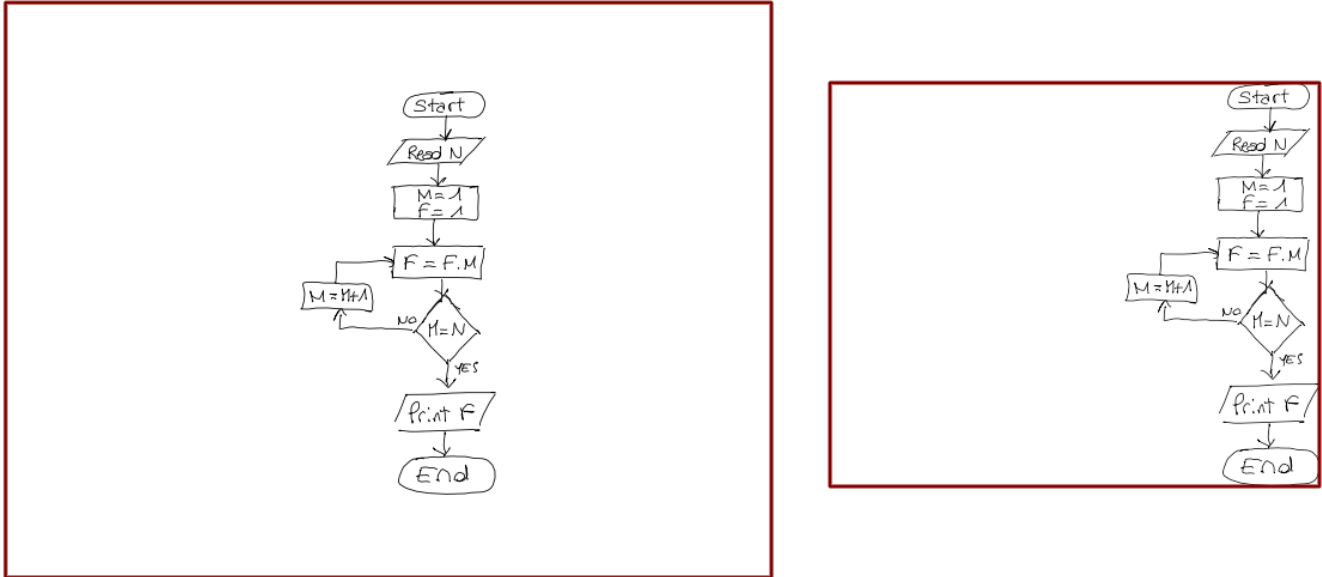 Start
Read N
M=1
F=1
F=F.M
M=M+1
NO
M=N
YES
Print F
End
Start
Read N
M=1
F=1
F=F.M
M=M+1
NO
M=N
YES
Print F
End